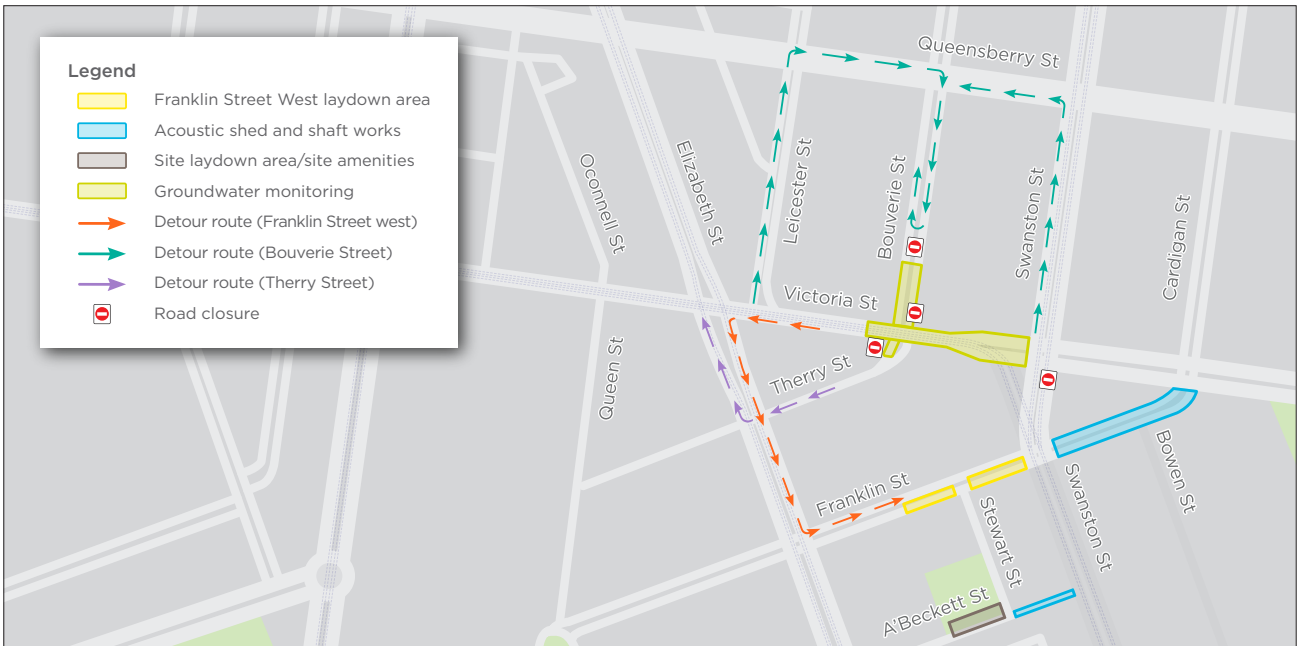 Legend
Franklin Street West laydown area
Acoustic shed and shaft works
Site laydown area/site amenities
Groundwater monitoring
Detour route (Franklin Street west)
Detour route (Bouverie Street)
Detour route (Therry Street)
Road closure
Queensberry St
Oconnell St
Elizabeth St
Leicester St
Bouverie St
Swanston St
Cardigan St
Victoria St
Queen St
Therry St
Franklin St
Bowen St
Swanston St
Stewart St
A'Beckett St